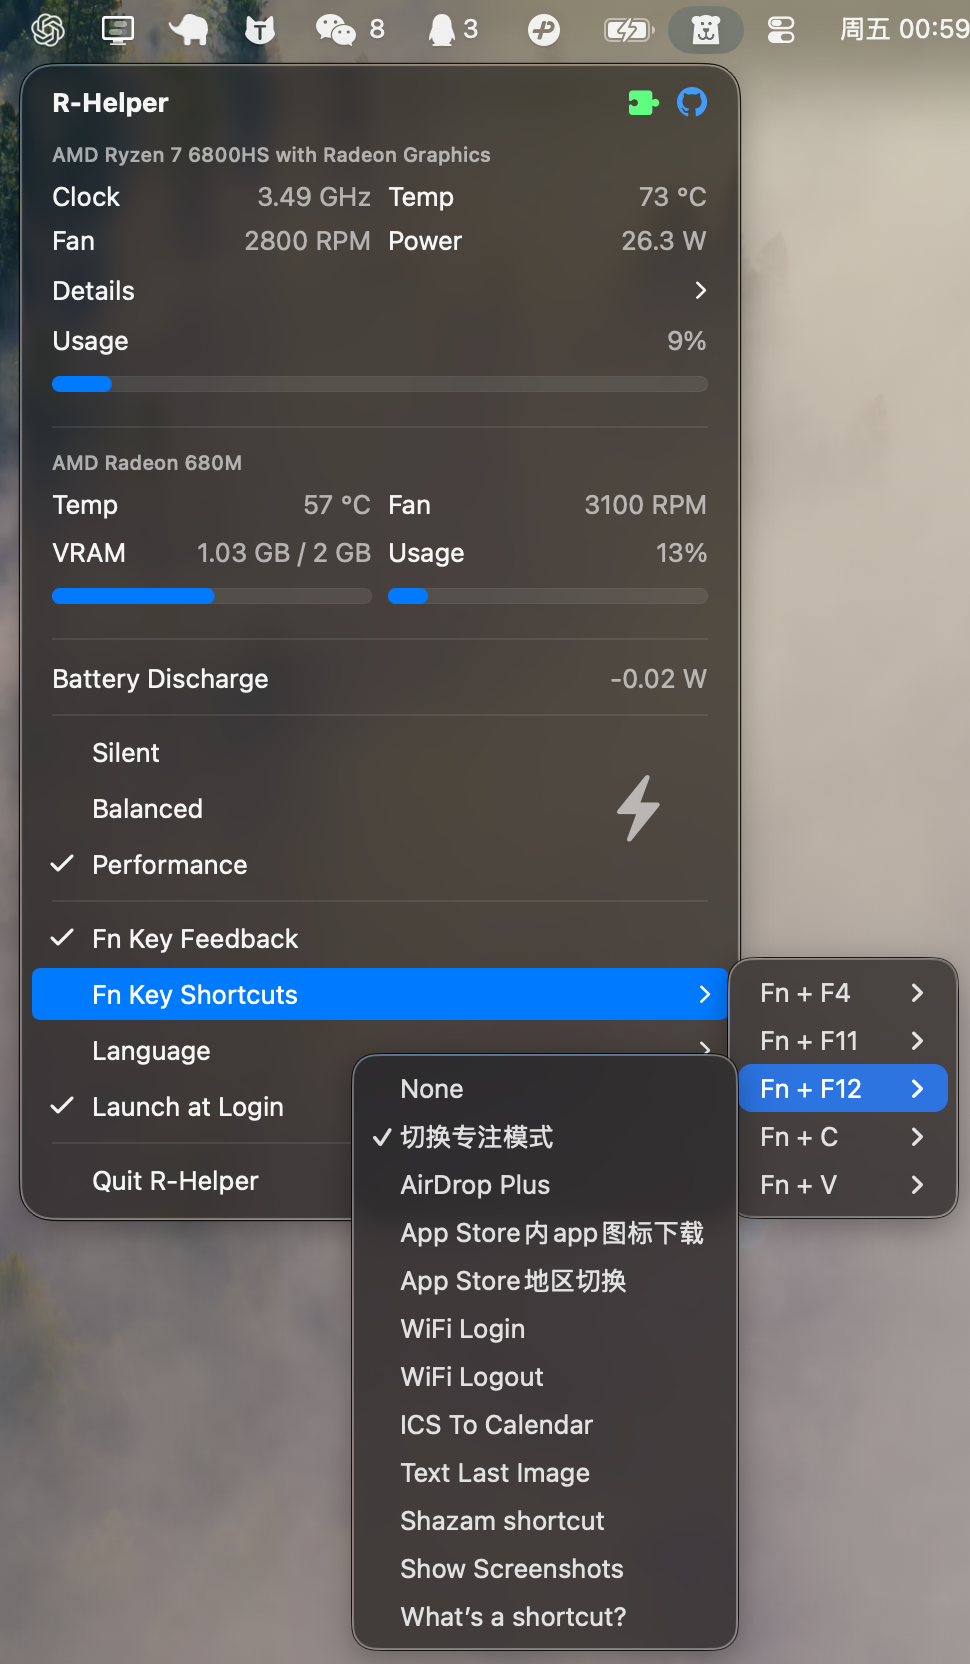 8 3 周五 00:59
R-Helper
AMD Ryzen 7 6800HS with Radeon Graphics
Clock 3.49 GHz Temp 73 °C
Fan 2800 RPM Power 26.3 W
Details
Usage 9%
AMD Radeon 680M
Temp 57 °C Fan 3100 RPM
VRAM 1.03 GB / 2 GB Usage 13%
Battery Discharge -0.02 W
Silent
Balanced
Performance
Fn Key Feedback
Fn Key Shortcuts
Language
Launch at Login
Quit R-Helper
Fn + F4
Fn + F11
Fn + F12
Fn + C
Fn + V
None
切换专注模式
AirDrop Plus
App Store内app图标下载
App Store地区切换
WiFi Login
WiFi Logout
ICS To Calendar
Text Last Image
Shazam shortcut
Show Screenshots
What's a shortcut?